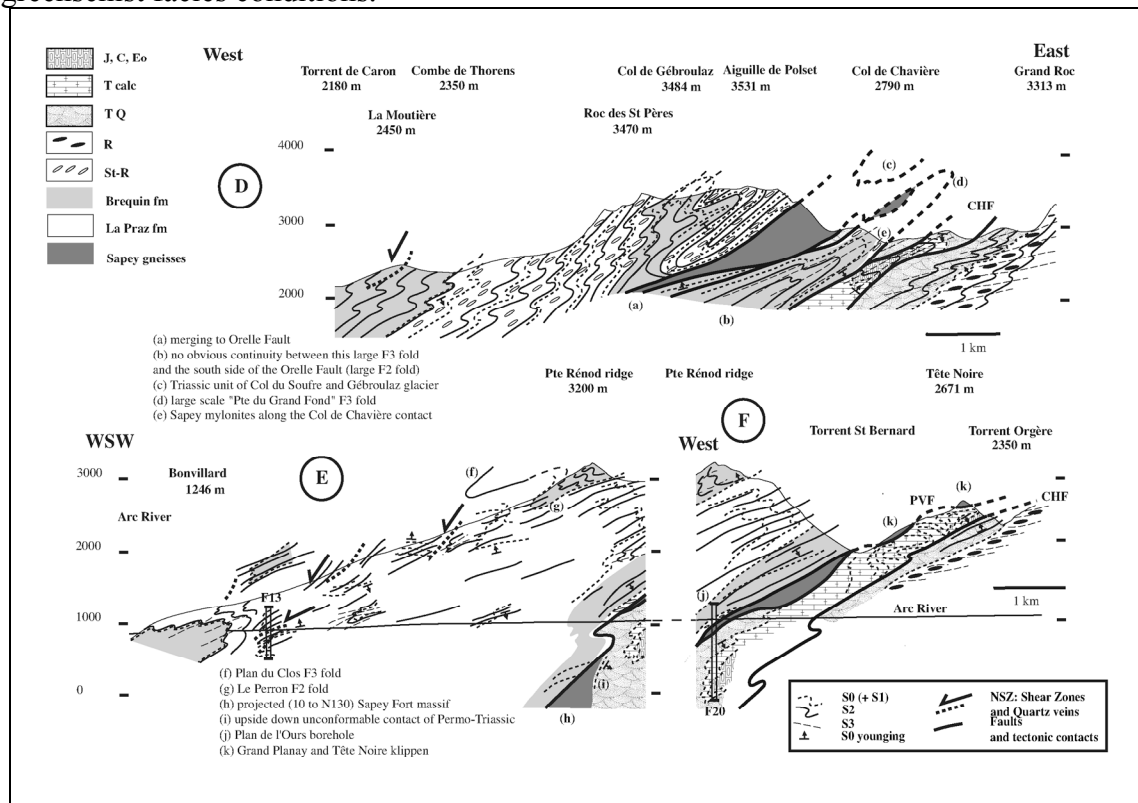 greenschist facies conditions.
J, C, Eo
T calc
T Q
R
St-R
Brequin fm
La Praz fm
Sapey gneisses
West
East
Torrent de Caron
2180 m
Combe de Thorens
2350 m
Col de Gébroulaz
3484 m
Aiguille de Polset
3531 m
Col de Chavière
2790 m
Grand Roc
3313 m
La Moutière
2450 m
Roc des St Pères
3470 m
4000
3000
2000
D
(c)
(d)
CHF
(e)
(a)
(b)
1 km
(a) merging to Orelle Fault
(b) no obvious continuity between this large F3 fold
and the south side of the Orelle Fault (large F2 fold)
(c) Triassic unit of Col du Soufre and Gébroulaz glacier
(d) large scale "Pte du Grand Fond" F3 fold
(e) Sapey mylonites along the Col de Chavière contact
WSW
Bonvillard
1246 m
Arc River
E
3000
2000
1000
0
Pte Rénod ridge
3200 m
(f)
(g)
F13
(h)
(i)
(f) Plan du Clos F3 fold
(g) Le Perron F2 fold
(h) projected (10 to N130) Sapey Fort massif
(i) upside down unconformable contact of Permo-Triassic
(j) Plan de l'Ours borehole
(k) Grand Planay and Tête Noire klippen
Pte Rénod ridge
West
F
Tête Noire
2671 m
Torrent St Bernard
Torrent Orgère
2350 m
(k)
PVF
(k)
CHF
(j)
Arc River
1 km
F20
S0 (+ S1)
S2
S3
S0 younging
NSZ: Shear Zones
and Quartz veins
Faults
and tectonic contacts